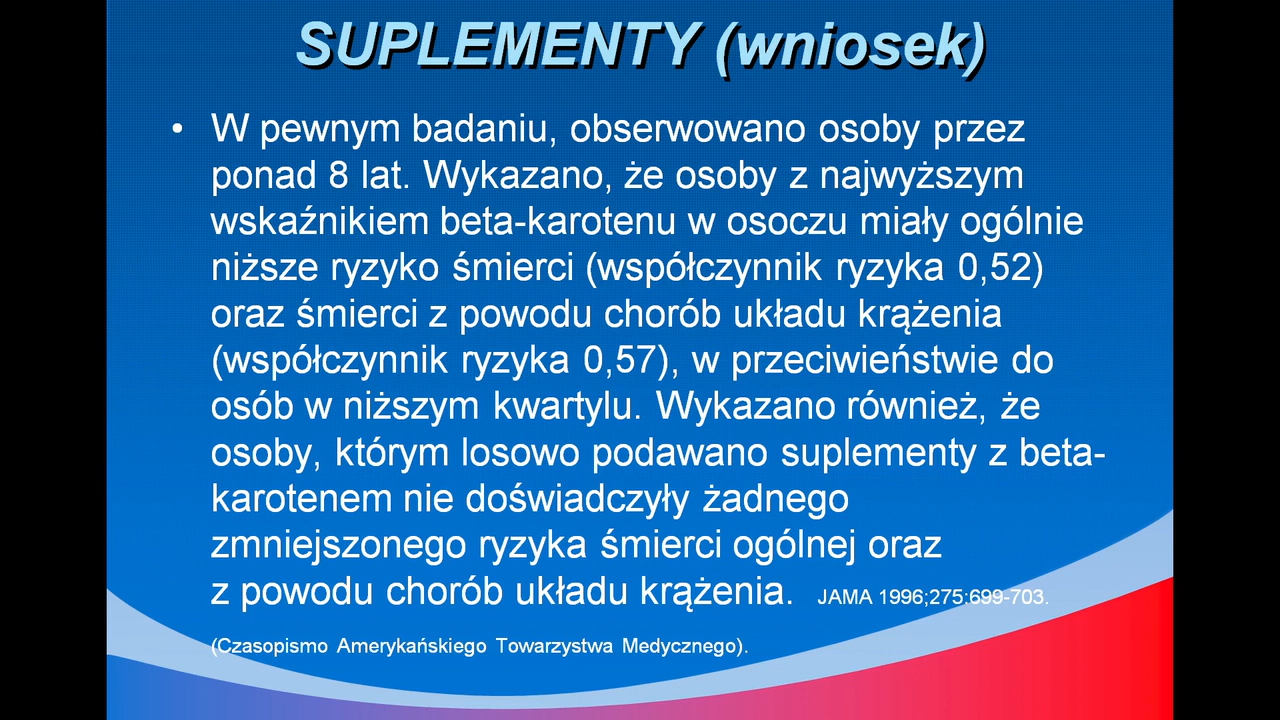 SUPLEMENTY (wniosek)
• W pewnym badaniu, obserwowano osoby przez
ponad 8 lat. Wykazano, że osoby z najwyższym
wskaźnikiem beta-karotenu w osoczu miały ogólnie
niższe ryzyko śmierci (współczynnik ryzyka 0,52)
oraz śmierci z powodu chorób układu krążenia
(współczynnik ryzyka 0,57), w przeciwieństwie do
osób w niższym kwartylu. Wykazano również, że
osoby, którym losowo podawano suplementy z beta-
karotenem nie doświadczyły żadnego
zmniejszonego ryzyka śmierci ogólnej oraz
z powodu chorób układu krążenia. JAMA 1996;275:699-703.
(Czasopismo Amerykańskiego Towarzystwa Medycznego).